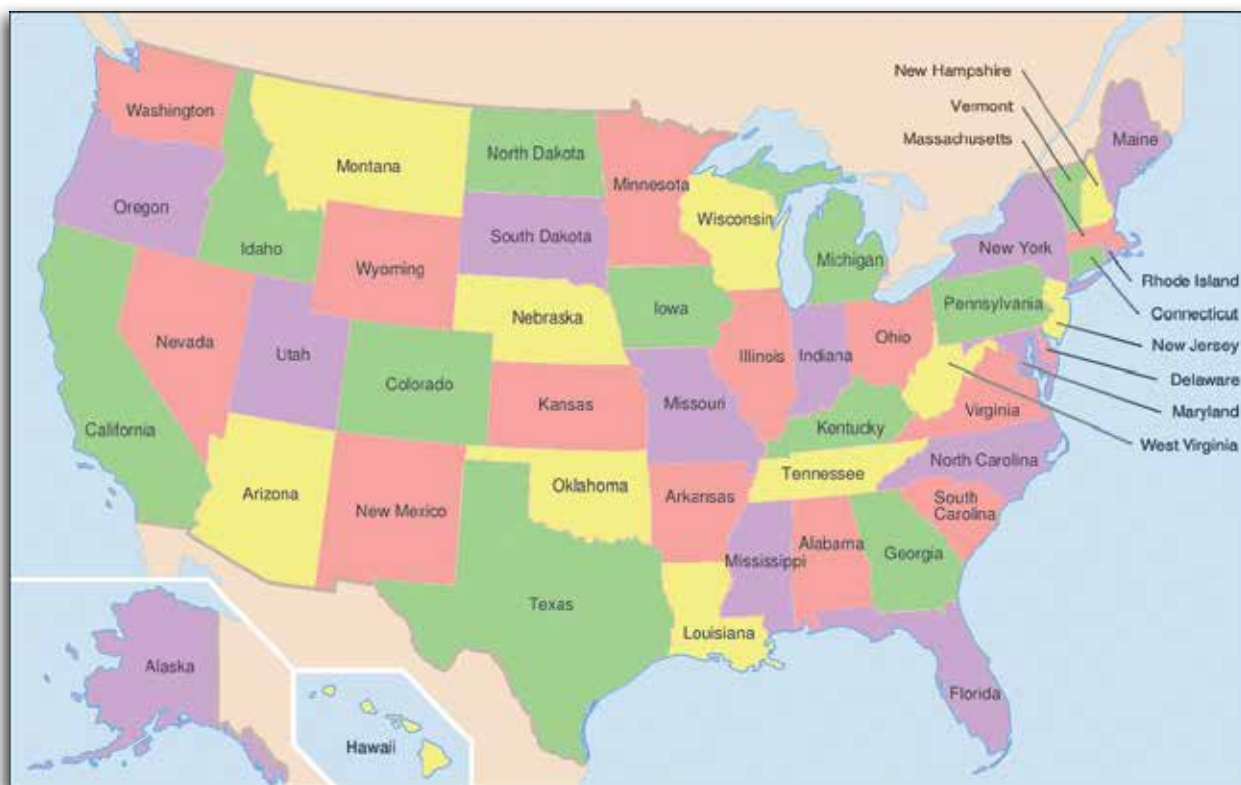 New Hampshire
Vermont
Massachusetts
Washington
Maine
North Dakota
Montana
Minnesota
Oregon
Wisconsin
South Dakota
Idaho
New York
Michigan
Wyoming
Rhode Island
Pennsylvania
Iowa
Connecticut
Nebraska
Ohio
Nevada
New Jersey
Utah
Illinois
Indiana
Colorado
Delaware
Kansas
Missouri
Virginia
Maryland
California
Kentucky
West Virginia
North Carolina
Tennessee
Oklahoma
Arizona
Arkansas
South
Carolina
New Mexico
Alabama
Georgia
Mississippi
Texas
Louisiana
Alaska
Florida
Hawaii